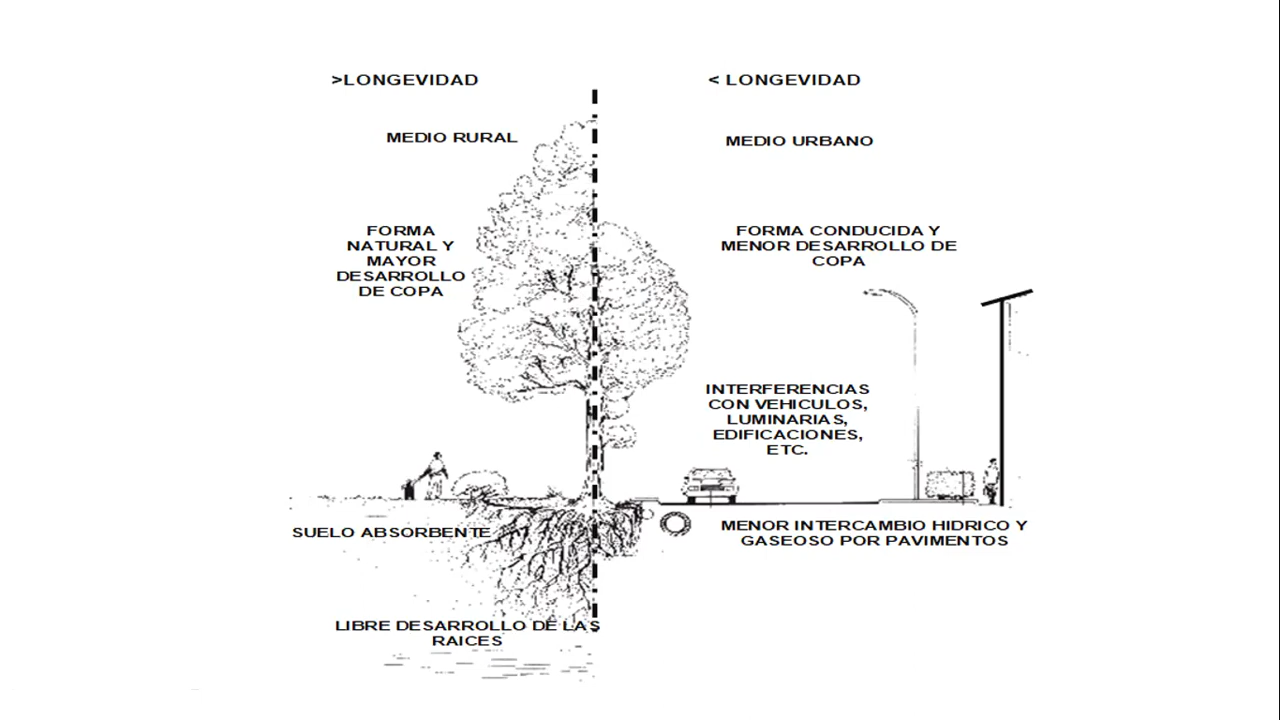 >LONGEVIDAD
< LONGEVIDAD
MEDIO RURAL
MEDIO URBANO
FORMA
NATURAL Y
MAYOR
DESARROLLO
DE COPA
FORMA CONDUCIDA Y
MENOR DESARROLLO DE
COPA
INTERFERENCIAS
CON VEHICULOS,
LUMINARIAS,
EDIFICACIONES,
ETC.
SUELO ABSORBENTE
MENOR INTERCAMBIO HIDRICO Y
GASEOSO POR PAVIMENTOS
LIBRE DESARROLLO DE LAS
RAICES